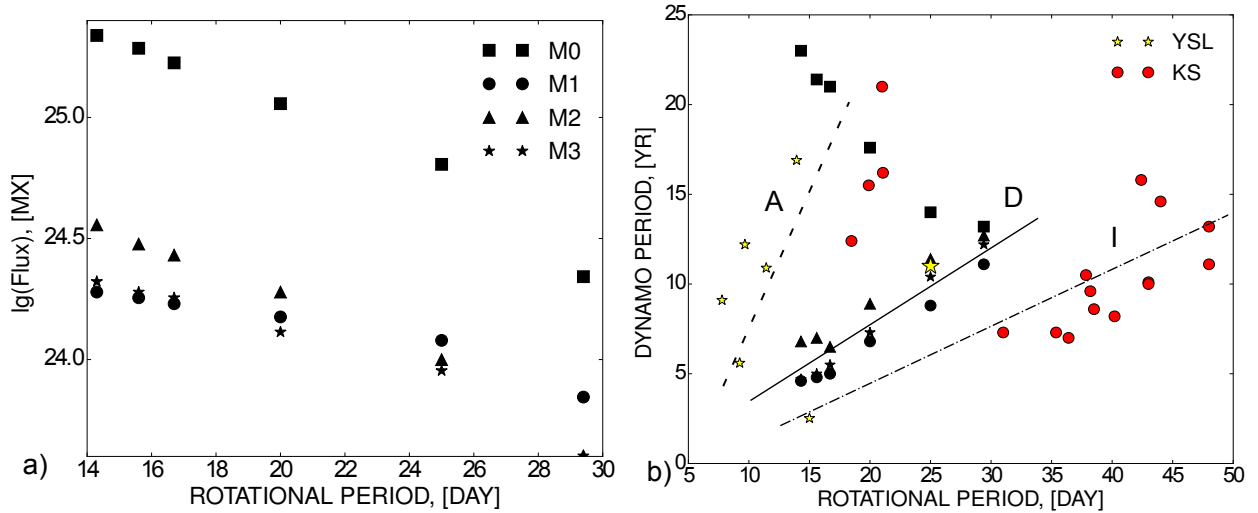 25.0
24.5
24.0
lg(Flux), [MX]
M0
M1
M2
M3
14 16 18 20 22 24 26 28 30
ROTATIONAL PERIOD, [DAY]
a)
25
20
15
10
5
0
DYNAMO PERIOD, [YR]
YSL
KS
A
D
I
5 10 15 20 25 30 35 40 45 50
ROTATIONAL PERIOD, [DAY]
b)